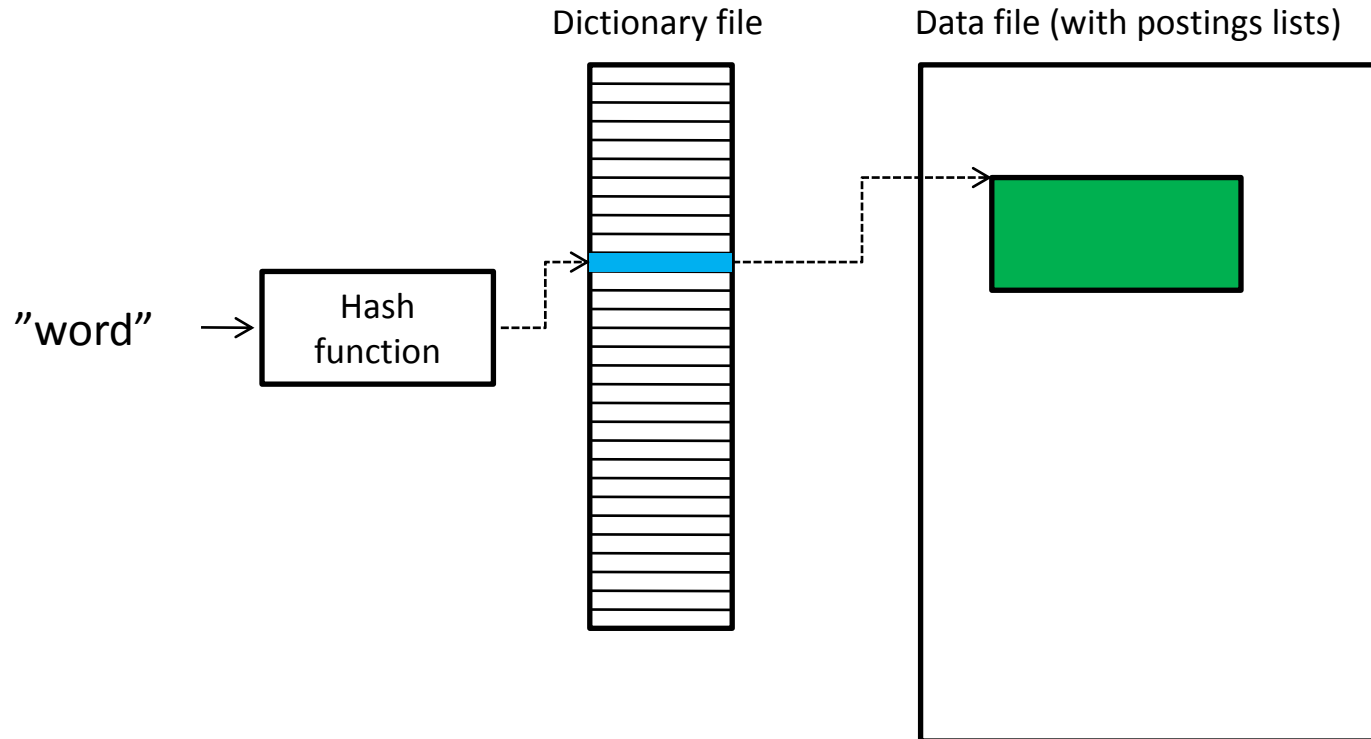 Dictionary file
Data file (with postings lists)
”word”
Hash
function